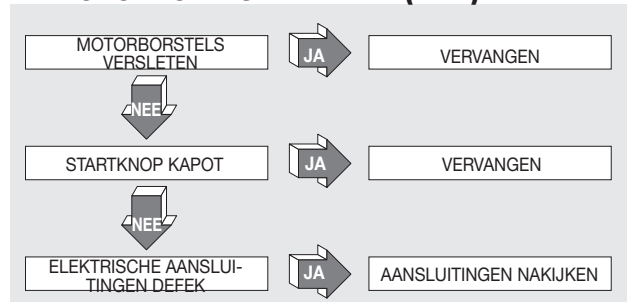 MOTORBORSTELS
VERSLETEN
JA
VERVANGEN
NEE
STARTKNOP KAPOT
JA
VERVANGEN
NEE
ELEKTRISCHE AANSLUI-
TINGEN DEFEK
JA
AANSLUITINGEN NAKIJKEN